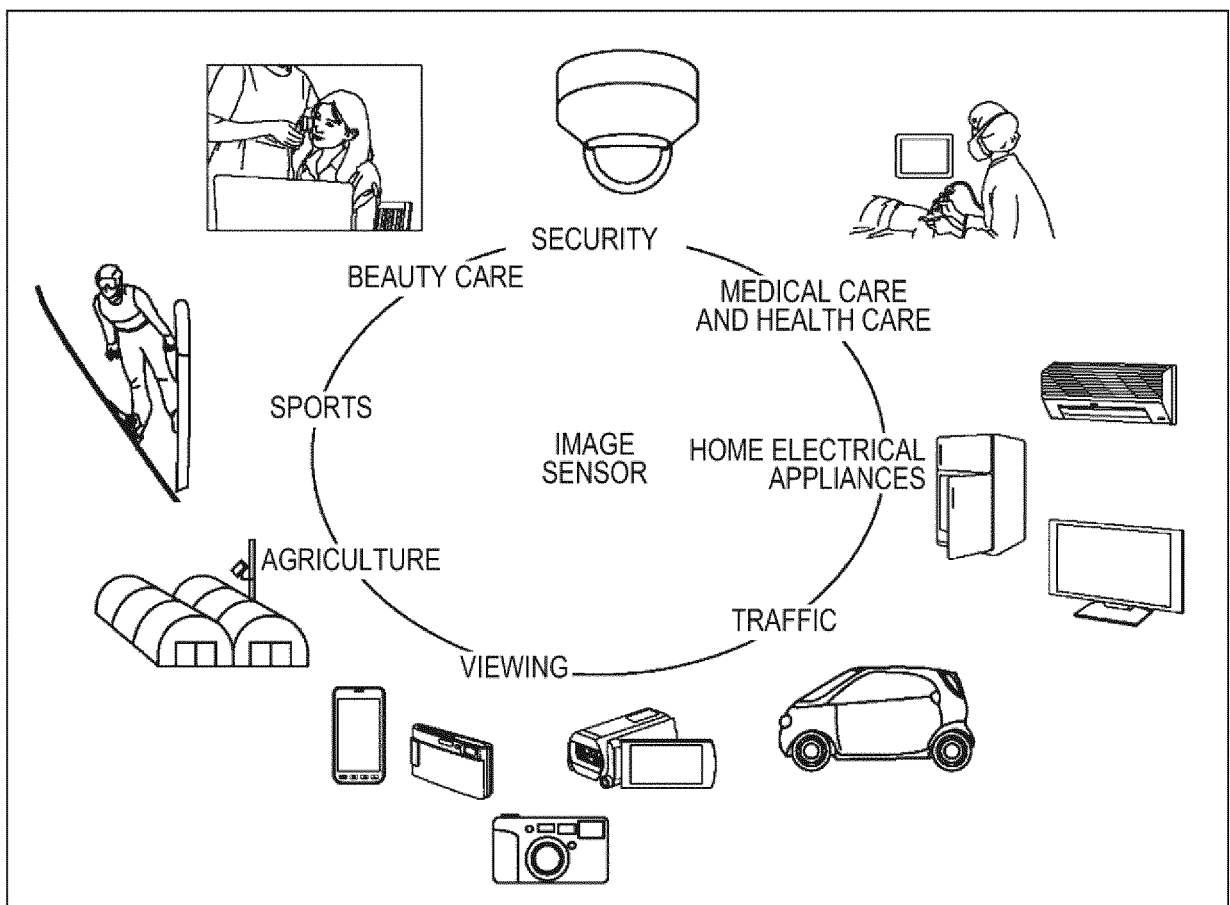 SECURITY
BEAUTY CARE
MEDICAL CARE
AND HEALTH CARE
SPORTS
IMAGE
SENSOR
HOME ELECTRICAL
APPLIANCES
AGRICULTURE
TRAFFIC
VIEWING